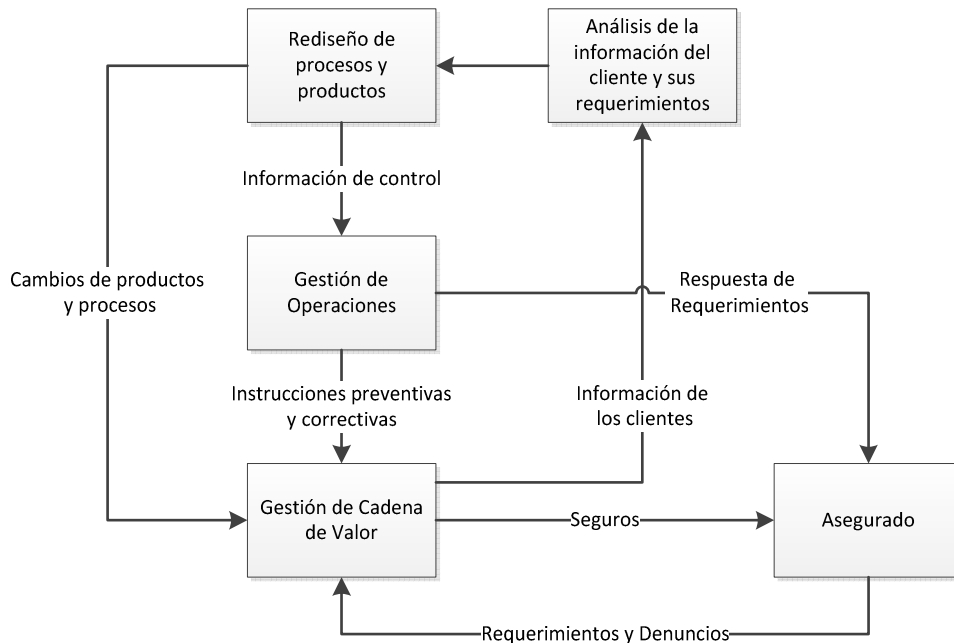 Rediseño de
procesos y
productos
Análisis de la
información del
cliente y sus
requerimientos
Información de control
Cambios de productos
y procesos
Gestión de
Operaciones
Respuesta de
Requerimientos
Instrucciones preventivas
y correctivas
Información de
los clientes
Gestión de Cadena
de Valor
Seguros
Asegurado
Requerimientos y Denuncios